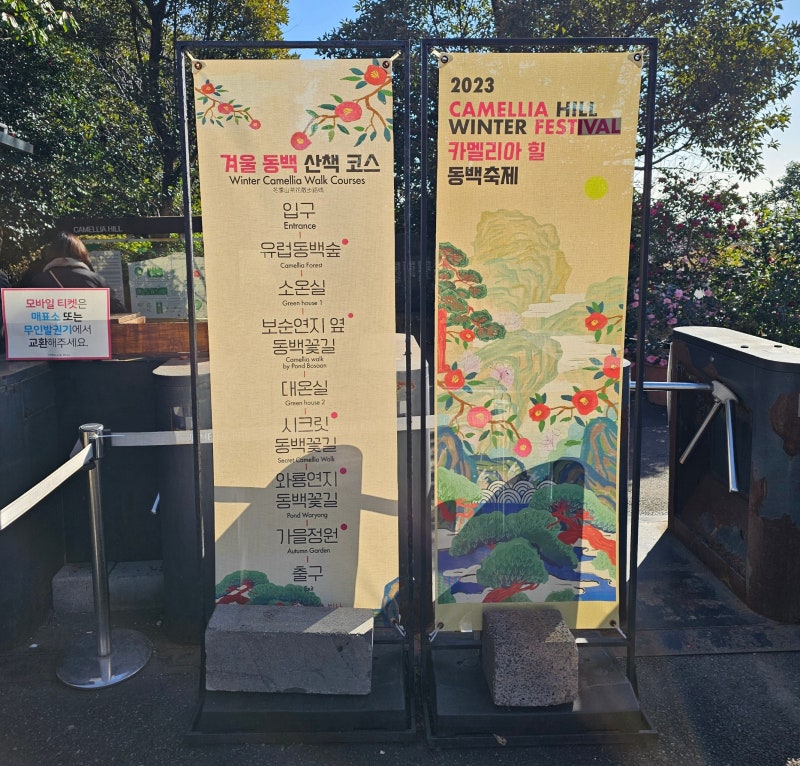 겨울 동백 산책 코스
Winter Camellia Walk Courses
입구
Entrance
유럽동백숲
Camellia Forest
소온실
Green house 1
보순연지 옆
동백꽃길
Camellia walk
by Pond Bosoon
대온실
Green house 2
시크릿
동백꽃길
Secret Camellia Walk
와룡연지
동백꽃길
Pond Waryong
가을정원
Autumn Garden
출구
Exit
2023
CAMELLIA HILL
WINTER FESTIVAL
카멜리아 힐
동백축제
CAMELLIA HILL
모바일 티켓은
매표소 또는
무인발권기에서
교환해주세요.